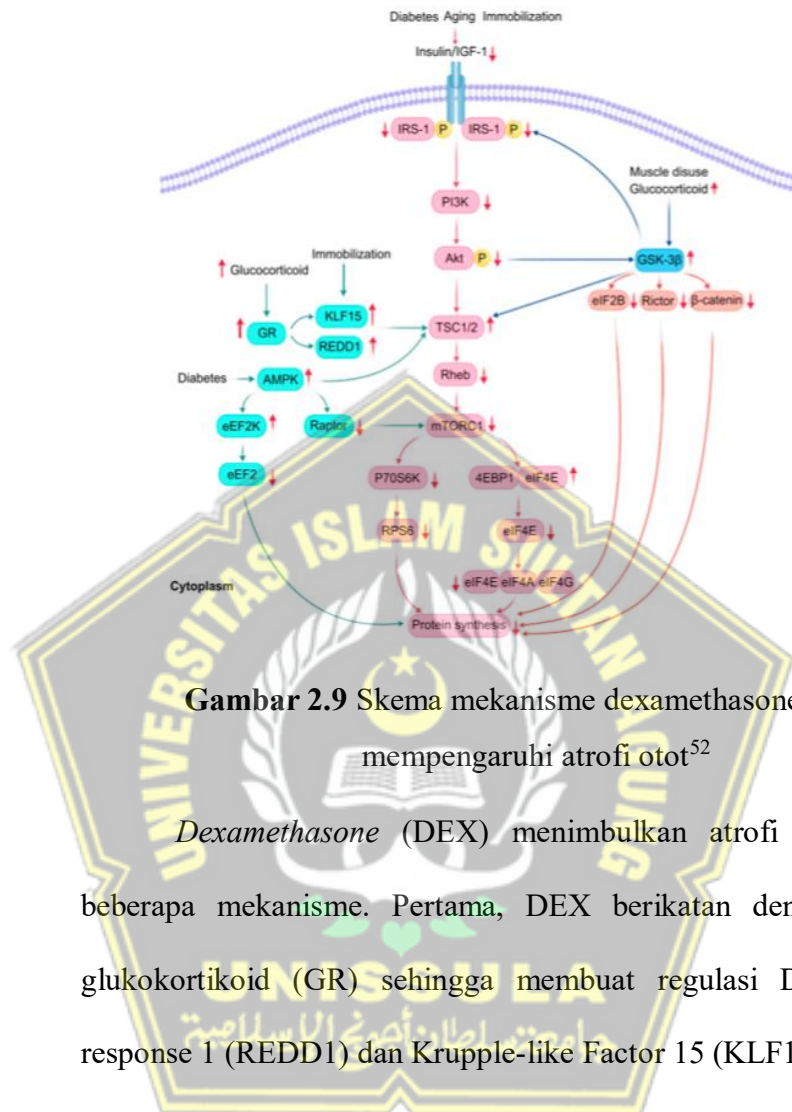 Diabetes Aging Immobilization
Insulin/IGF-1
IRS-1 P IRS-1 P
Muscle disuse
Glucocorticoid
PI3K
Immobilization
Glucocorticoid
Akt P
GSK-3β
eIF2B Rictor β-catenin
KLF15
GR
TSC1/2
REDD1
Diabetes AMPK
Rheb
eEF2K Raptor mTORC1
eEF2 P70S6K 4EBP1 eIF4E
RPS6 eIF4E
Cytoplasm
eIF4E eIF4A eIF4G
Protein synthesis
UNIVERSITAS ISLAM SULTAN AGUNG
Gambar 2.9 Skema mekanisme dexamethasone
mempengaruhi atrofi otot52
Dexamethasone (DEX) menimbulkan atrofi
beberapa mekanisme. Pertama, DEX berikatan den
glukokortikoid (GR) sehingga membuat regulasi D
UNISSULA
response 1 (REDD1) dan Krupple-like Factor 15 (KLF1